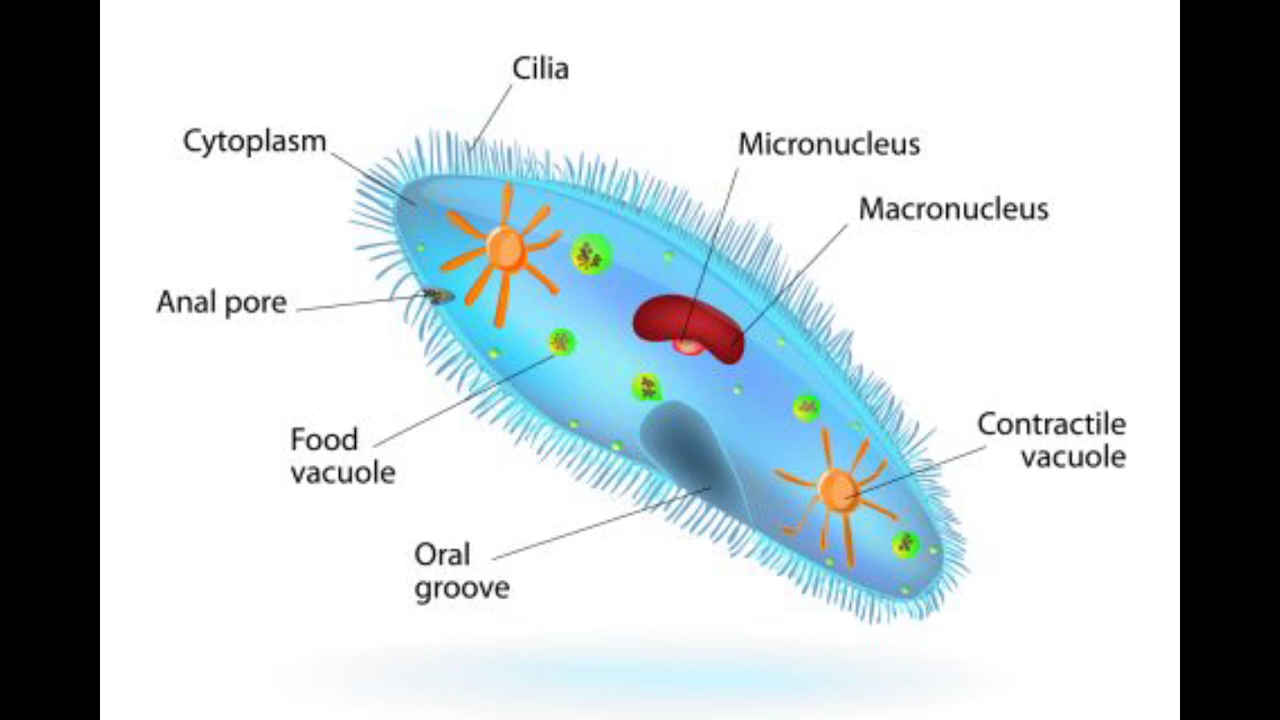 Cilia
Cytoplasm
Micronucleus
Macronucleus
Anal pore
Food
vacuole
Contractile
vacuole
Oral
groove